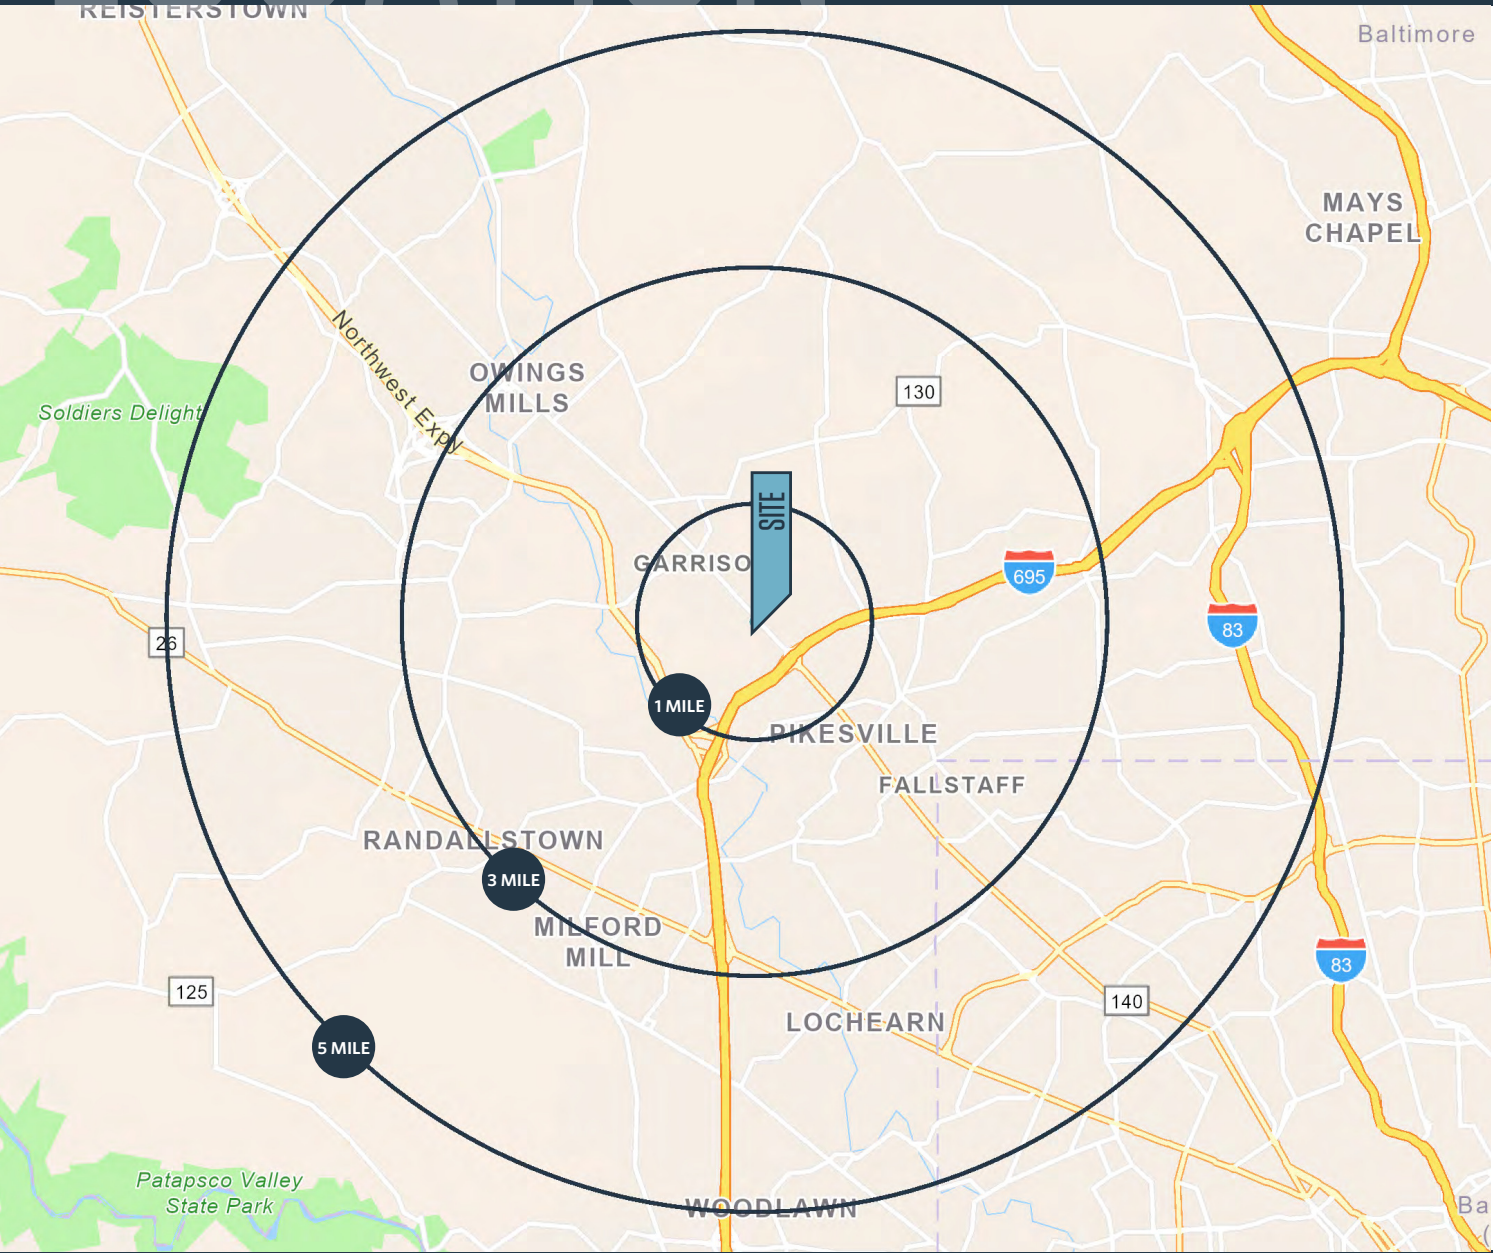 REISTERSTOWN
Baltimore
MAYS
CHAPEL
Northwest Expy
OWINGS
MILLS
130
Soldiers Delight
SITE
GARRISO
695
83
26
1 MILE
PIKESVILLE
FALLSTAFF
RANDALLSTOWN
3 MILE
MILFORD
MILL
83
125
140
LOCHEARN
5 MILE
Patapsco Valley
State Park
WOODLAWN
Ba
(